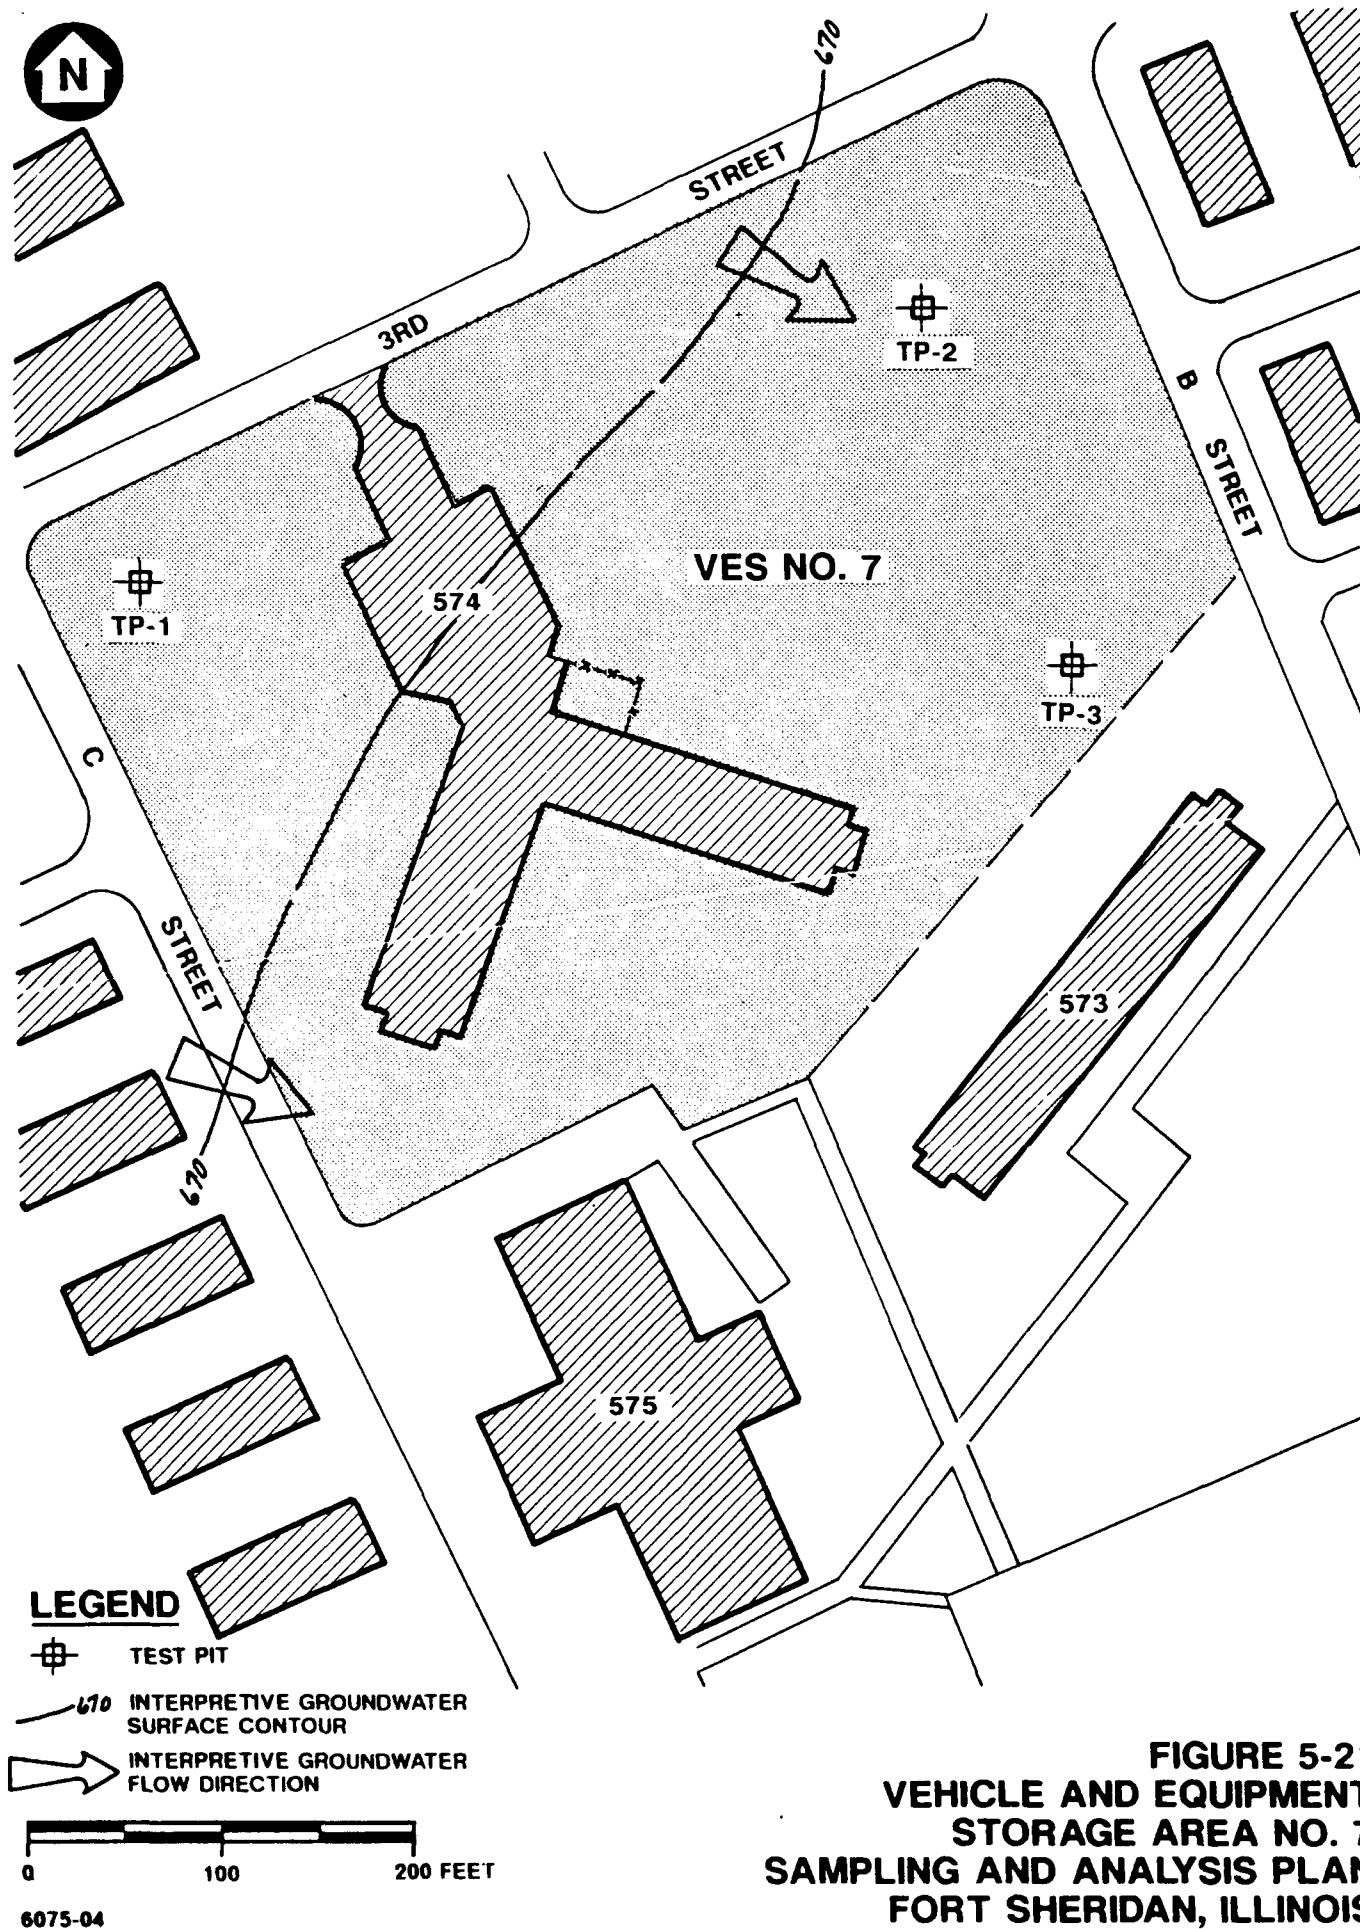 N
670
STREET
3RD
TP-2
B
STREET
VES NO. 7
574
TP-1
TP-3
C
STREET
573
670
575
LEGEND
TEST PIT
670 INTERPRETIVE GROUNDWATER
SURFACE CONTOUR
INTERPRETIVE GROUNDWATER
FLOW DIRECTION
0 100 200 FEET
6075-04
FIGURE 5-2
VEHICLE AND EQUIPMENT
STORAGE AREA NO. 7
SAMPLING AND ANALYSIS PLAN
FORT SHERIDAN, ILLINOIS